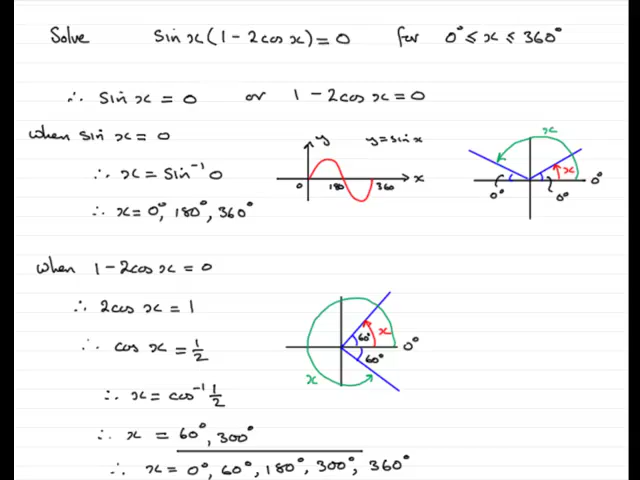 Solve sin x (1 - 2cos x) = 0 for 0° ≤ x ≤ 360°
∴ sin x = 0 or 1 - 2cos x = 0
When sin x = 0
∴ x = sin⁻¹ 0
∴ x = 0°, 180°, 360°
y y = sin x
0 180 360 x
x
x 0°
0° 0°
When 1 - 2cos x = 0
∴ 2cos x = 1
∴ cos x = 1/2
∴ x = cos⁻¹ 1/2
∴ x = 60°, 300°
∴ x = 0°, 60°, 180°, 300°, 360°
60° x 0°
60°
x